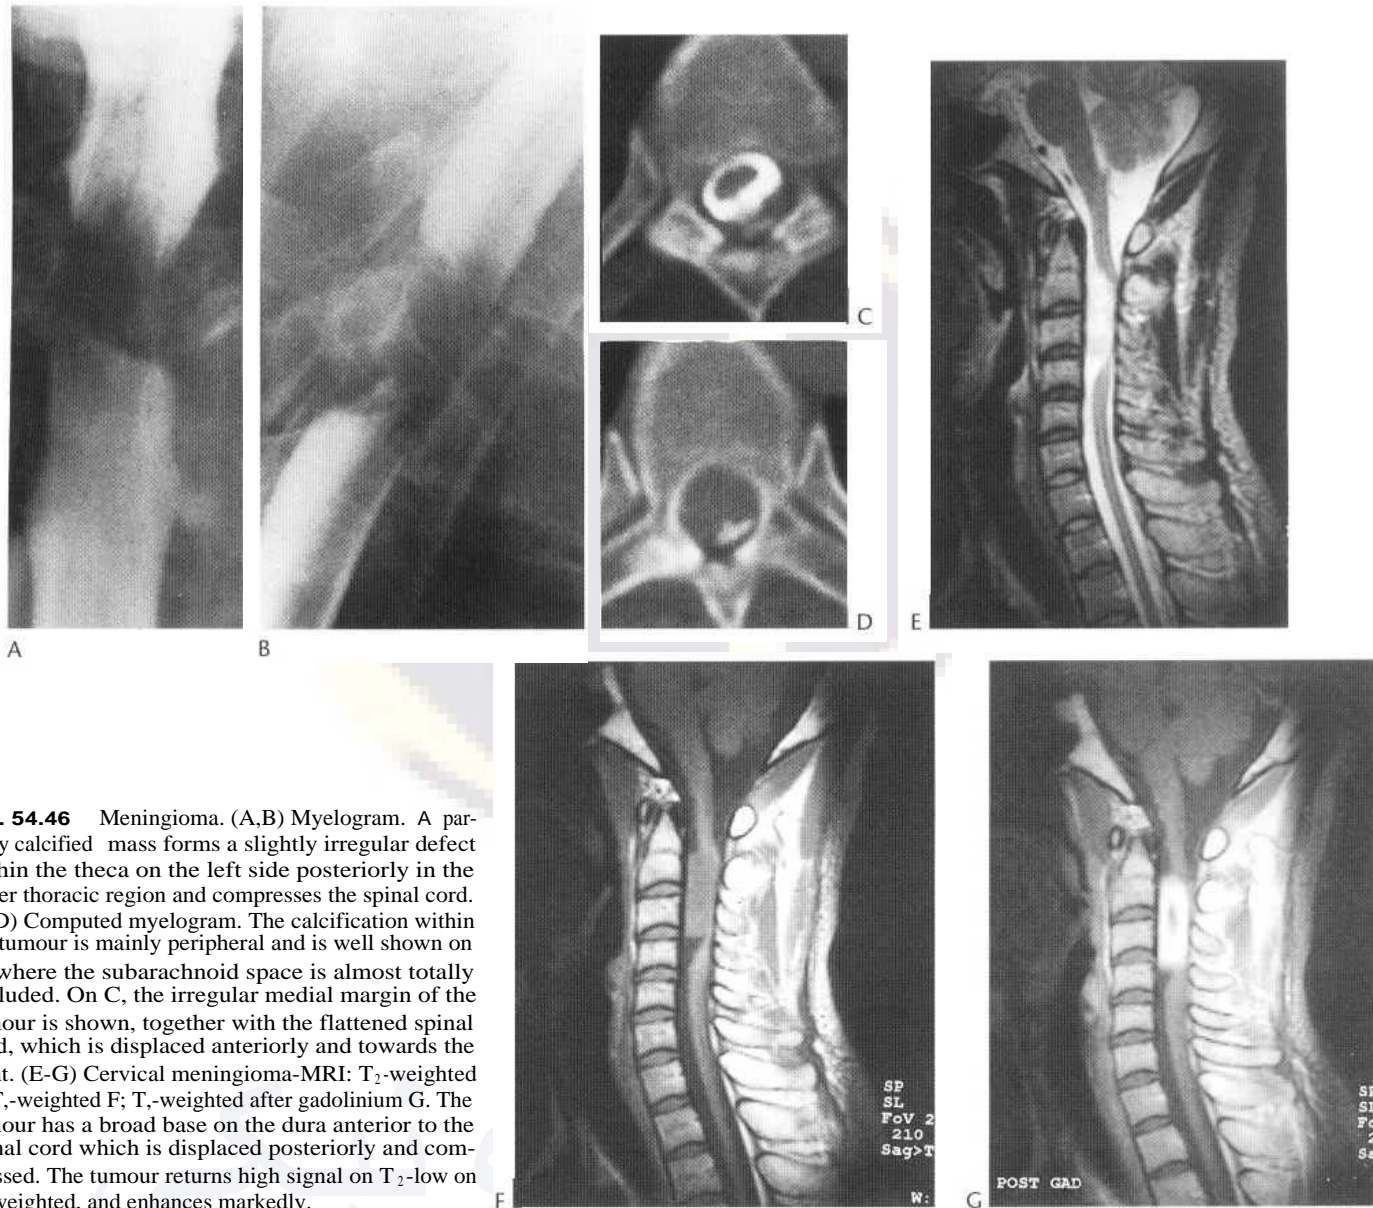 C
D
E
A
B
. 54.46 Meningioma. (A,B) Myelogram. A par-
y calcified mass forms a slightly irregular defect
hin the theca on the left side posteriorly in the
er thoracic region and compresses the spinal cord.
D) Computed myelogram. The calcification within
tumour is mainly peripheral and is well shown on
where the subarachnoid space is almost totally
luded. On C, the irregular medial margin of the
nour is shown, together with the flattened spinal
d, which is displaced anteriorly and towards the
nt. (E-G) Cervical meningioma-MRI: T2-weighted
T,-weighted F; T,-weighted after gadolinium G. The
nour has a broad base on the dura anterior to the
nal cord which is displaced posteriorly and com-
ssed. The tumour returns high signal on T2-low on
weighted, and enhances markedly.
SP
SL
FoV 2
210
Sag>T
W:
F
POST GAD
G